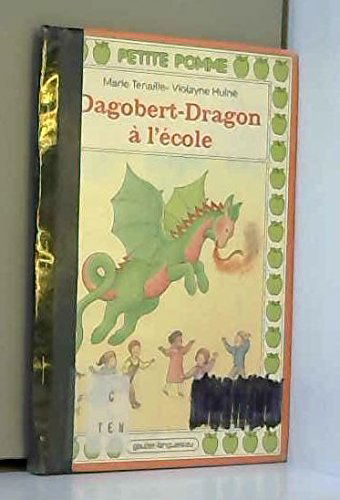 PETITE POMME
Marie Tenaille - Violayne Hulné
Dagobert-Dragon
à l'école
C
TEN
gautier-languereau